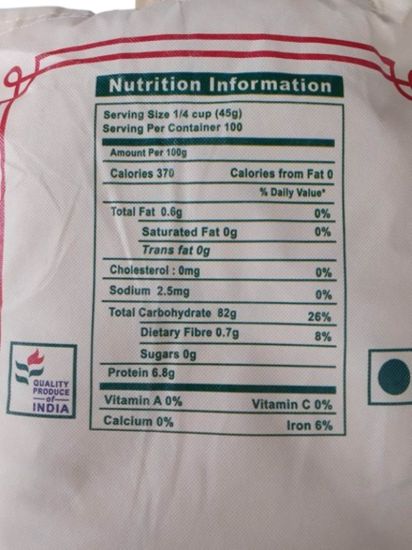 Nutrition Information
Serving Size 1/4 cup (45g)
Serving Per Container 100
Amount Per 100g
Calories 370 Calories from Fat 0
% Daily Value*
Total Fat 0.6g 0%
Saturated Fat 0g 0%
Trans fat 0g
Cholesterol : 0mg 0%
Sodium 2.5mg 0%
Total Carbohydrate 82g 26%
Dietary Fibre 0.7g 8%
Sugars 0g
Protein 6.8g
Vitamin A 0% Vitamin C 0%
Calcium 0% Iron 6%
QUALITY
PRODUCE
of
INDIA